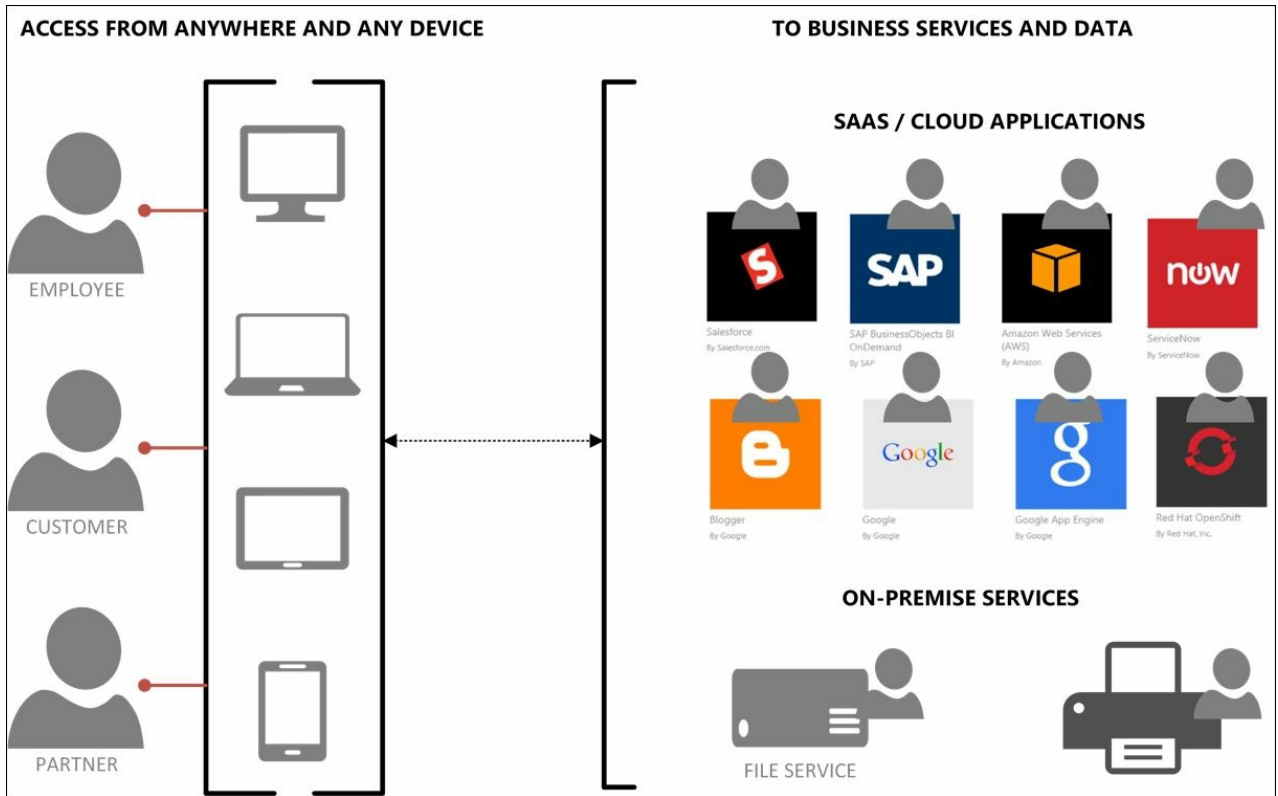 ACCESS FROM ANYWHERE AND ANY DEVICE
TO BUSINESS SERVICES AND DATA
EMPLOYEE
CUSTOMER
PARTNER
SAAS / CLOUD APPLICATIONS
S
Salesforce
By Salesforce.com
SAP
SAP BusinessObjects BI
OnDemand
By SAP
Amazon Web Services
(AWS)
By Amazon
now
ServiceNow
By ServiceNow
Blogger
By Google
Google
Google
By Google
g
Google App Engine
By Google
Red Hat OpenShift
By Red Hat, Inc.
ON-PREMISE SERVICES
FILE SERVICE